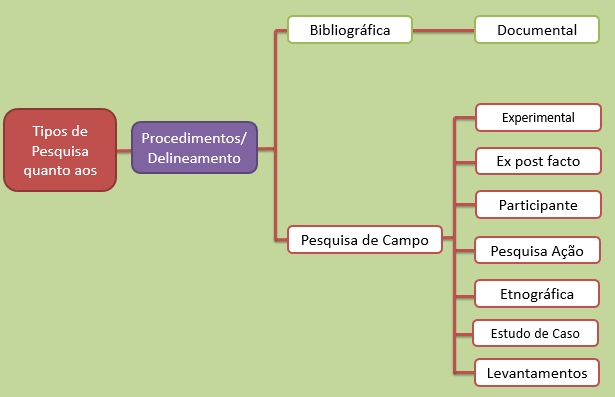 Tipos de
Pesquisa
quanto aos
Procedimentos/
Delineamento
Bibliográfica
Documental
Pesquisa de Campo
Experimental
Ex post facto
Participante
Pesquisa Ação
Etnográfica
Estudo de Caso
Levantamentos